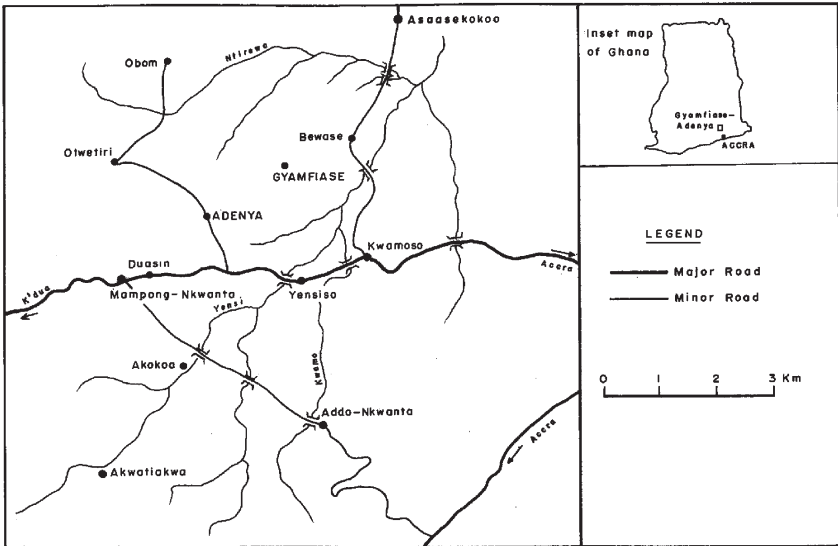 Asaasekokoo
Ntirewa
Obom
Bewase
Otwetiri
GYAMFIASE
ADENYA
Kwamoso
Duasin
Accra
K'dua
Mampong-Nkwanta
Yensiso
Yensi
Akokoa
Kwamo
Addo-Nkwanta
Accra
Akwatiakwa
Inset map
of Ghana
Gyamfiase-
Adenya
ACCRA
LEGEND
Major Road
Minor Road
0 1 2 3 Km